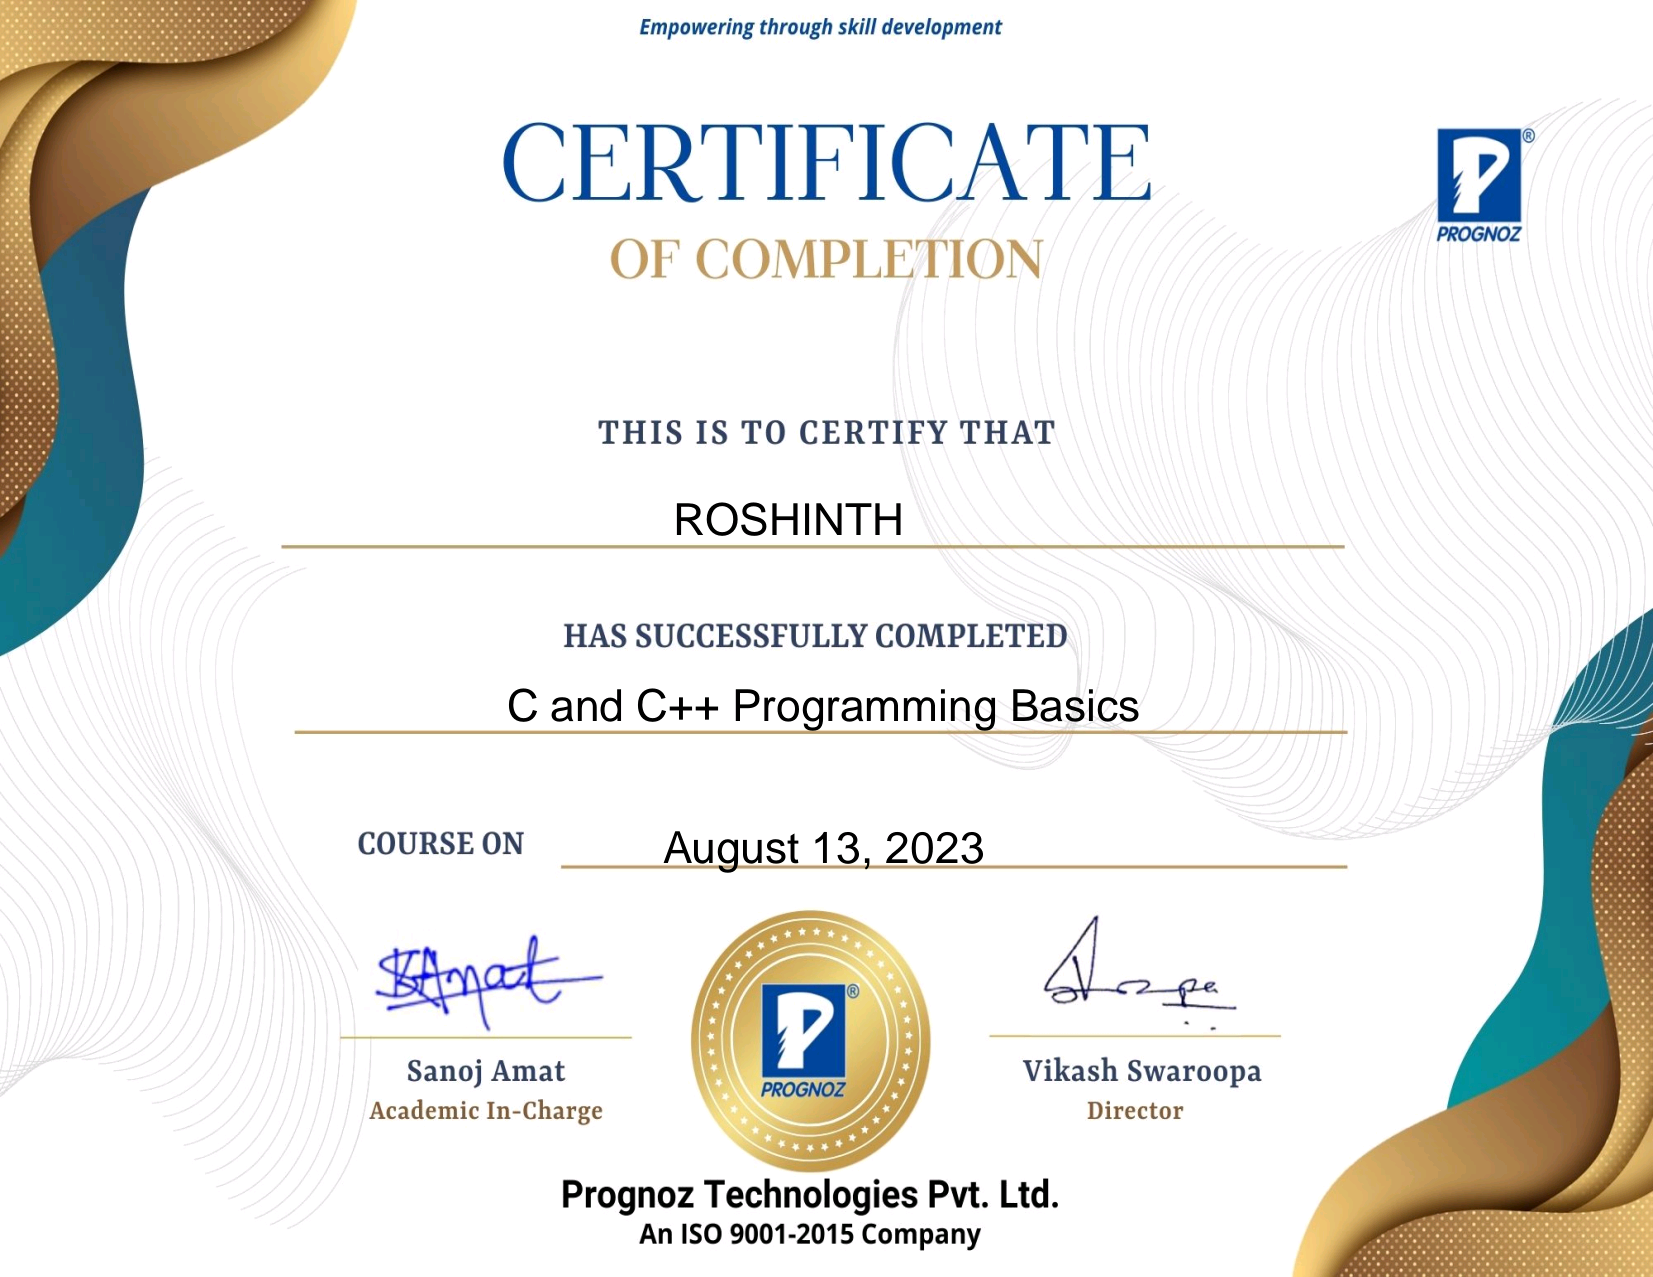 Empowering through skill development
CERTIFICATE
OF COMPLETION
PROGNOZ®
THIS IS TO CERTIFY THAT
ROSHINTH
HAS SUCCESSFULLY COMPLETED
C and C++ Programming Basics
COURSE ON August 13, 2023
PROGNOZ®
Sanoj Amat
Academic In-Charge
Vikash Swaroopa
Director
Prognoz Technologies Pvt. Ltd.
An ISO 9001-2015 Company